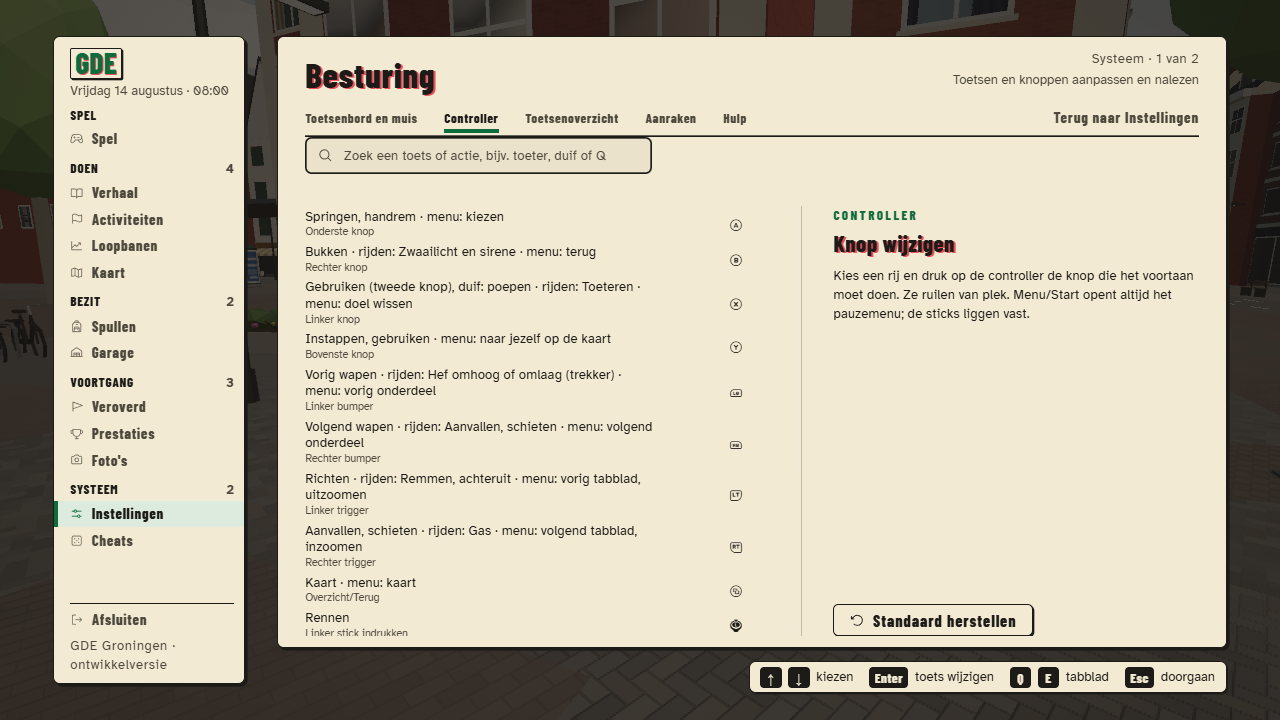 GDE
Vrijdag 14 augustus · 08:00
SPEL
Spel
DOEN 4
Verhaal
Activiteiten
Loopbanen
Kaart
BEZIT 2
Spullen
Garage
VOORTGANG 3
Veroverd
Prestaties
Foto's
SYSTEEM 2
Instellingen
Cheats
Afsluiten
GDE Groningen ·
ontwikkelversie
Besturing
Systeem · 1 van 2
Toetsen en knoppen aanpassen en nalezen
Toetsenbord en muis Controller Toetsenoverzicht Aanraken Hulp Terug naar Instellingen
Zoek een toets of actie, bijv. toeter, duif of Q
Springen, handrem · menu: kiezen
Onderste knop
A
Bukken · rijden: Zwaailicht en sirene · menu: terug
Rechter knop
B
Gebruiken (tweede knop), duif: poepen · rijden: Toeteren ·
menu: doel wissen
Linker knop
X
Instappen, gebruiken · menu: naar jezelf op de kaart
Bovenste knop
Y
Vorig wapen · rijden: Hef omhoog of omlaag (trekker) ·
menu: vorig onderdeel
Linker bumper
LB
Volgend wapen · rijden: Aanvallen, schieten · menu: volgend
onderdeel
Rechter bumper
RB
Richten · rijden: Remmen, achteruit · menu: vorig tabblad,
uitzoomen
Linker trigger
LT
Aanvallen, schieten · rijden: Gas · menu: volgend tabblad,
inzoomen
Rechter trigger
RT
Kaart · menu: kaart
Overzicht/Terug
Rennen
Linker stick indrukken
CONTROLLER
Knop wijzigen
Kies een rij en druk op de controller de knop die het voortaan
moet doen. Ze ruilen van plek. Menu/Start opent altijd het
pauzemenu; de sticks liggen vast.
Standaard herstellen
↑ ↓ kiezen Enter toets wijzigen Q E tabblad Esc doorgaan